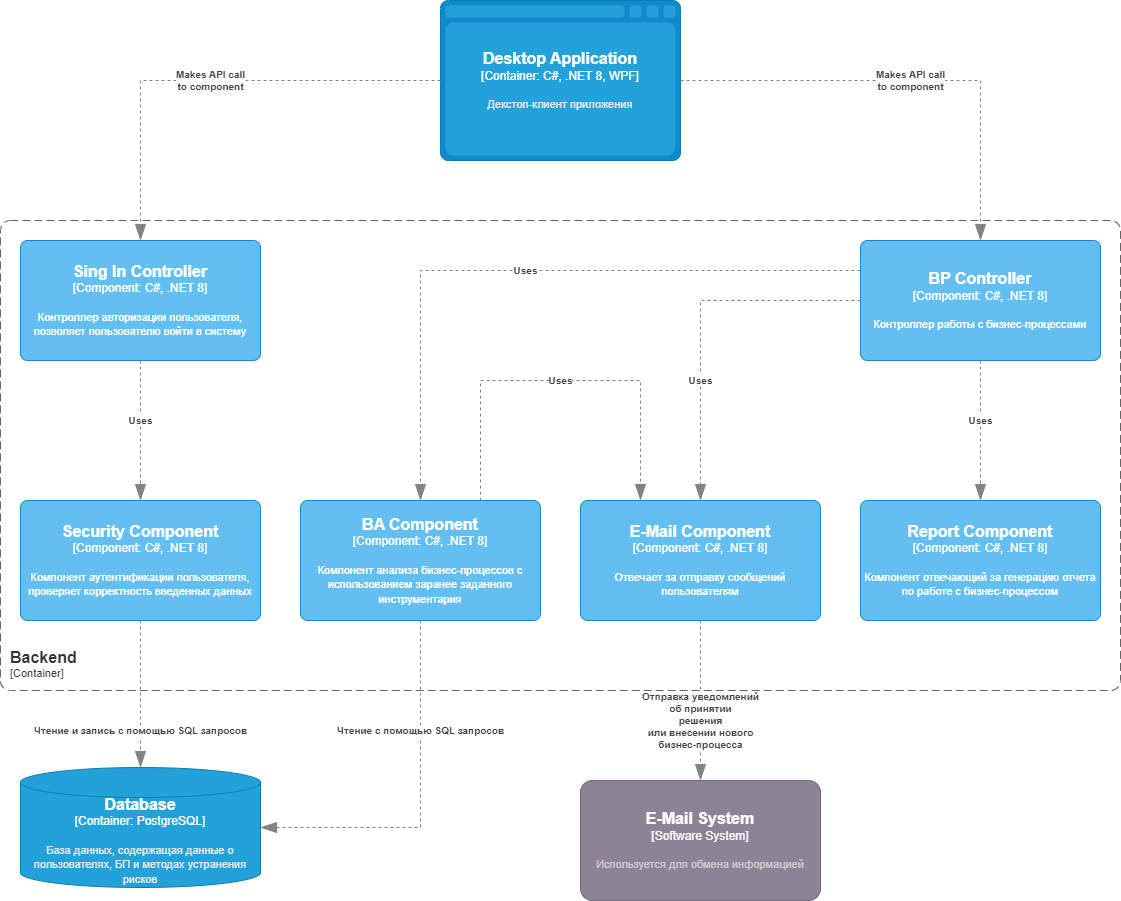 Desktop Application
[Container: C#, .NET 8, WPF]
Декстоп-клиент приложения
Makes API call
to component
Makes API call
to component
Sing In Controller
[Component: C#, .NET 8]
Контроллер авторизации пользователя,
позволяет пользователю войти в систему
Uses
BP Controller
[Component: C#, .NET 8]
Контроллер работы с бизнес-процессами
Uses
Uses
Uses
Uses
Security Component
[Component: C#, .NET 8]
Компонент аутентификации пользователя,
проверяет корректность введенных данных
BA Component
[Component: C#, .NET 8]
Компонент анализа бизнес-процессов с
использованием заранее заданного
инструментария
E-Mail Component
[Component: C#, .NET 8]
Отвечает за отправку сообщений
пользователям
Report Component
[Component: C#, .NET 8]
Компонент отвечающий за генерацию отчета
по работе с бизнес-процессом
Backend
[Container]
Чтение и запись с помощью SQL запросов
Чтение с помощью SQL запросов
Отправка уведомлений
об принятии
решения
или внесении нового
бизнес-процесса
Database
[Container: PostgreSQL]
База данных, содержащая данные о
пользователях, БП и методах устранения
рисков
E-Mail System
[Software System]
Используется для обмена информацией